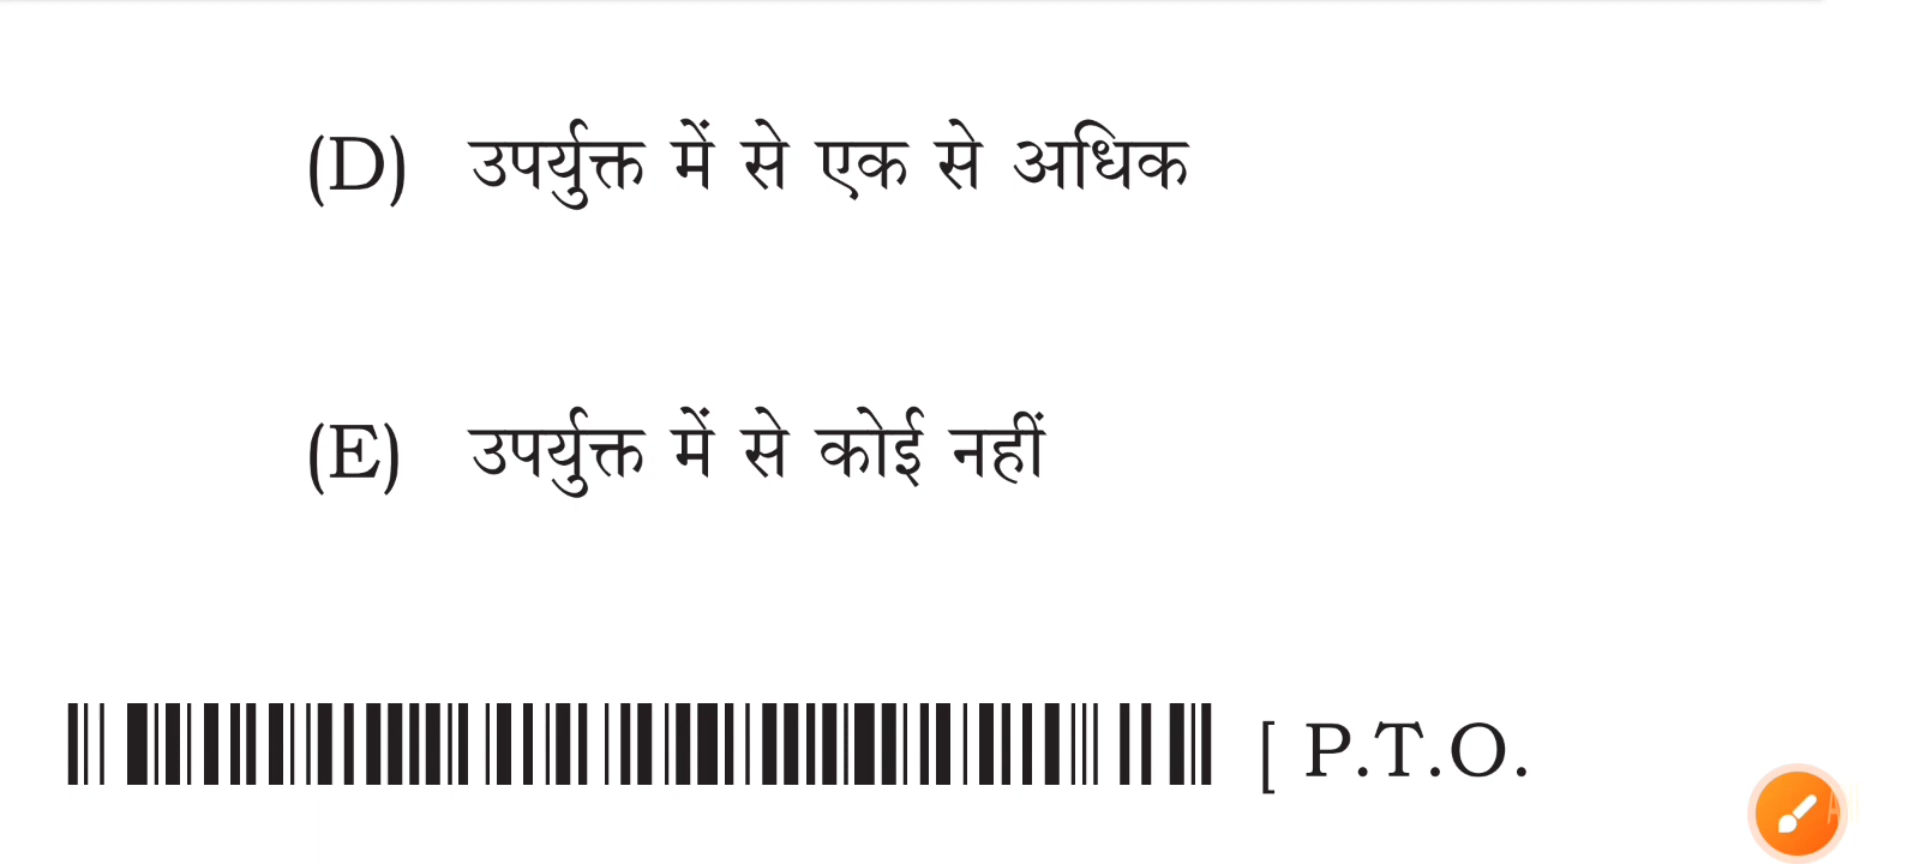 (D) उपर्युक्त में से एक से अधिक
(E) उपर्युक्त में से कोई नहीं
[ P.T.O.